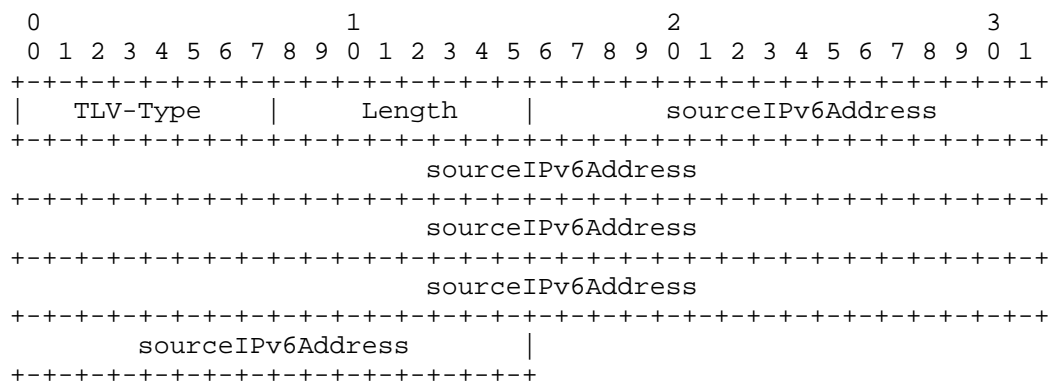 0                   1                   2                   3
 0 1 2 3 4 5 6 7 8 9 0 1 2 3 4 5 6 7 8 9 0 1 2 3 4 5 6 7 8 9 0 1
+-+-+-+-+-+-+-+-+-+-+-+-+-+-+-+-+-+-+-+-+-+-+-+-+-+-+-+-+-+-+-+-+
|   TLV-Type    |     Length    |        sourceIPv6Address
+-+-+-+-+-+-+-+-+-+-+-+-+-+-+-+-+-+-+-+-+-+-+-+-+-+-+-+-+-+-+-+-+
                          sourceIPv6Address
+-+-+-+-+-+-+-+-+-+-+-+-+-+-+-+-+-+-+-+-+-+-+-+-+-+-+-+-+-+-+-+-+
                          sourceIPv6Address
+-+-+-+-+-+-+-+-+-+-+-+-+-+-+-+-+-+-+-+-+-+-+-+-+-+-+-+-+-+-+-+-+
                          sourceIPv6Address
+-+-+-+-+-+-+-+-+-+-+-+-+-+-+-+-+-+-+-+-+-+-+-+-+-+-+-+-+-+-+-+-+
        sourceIPv6Address       |
+-+-+-+-+-+-+-+-+-+-+-+-+-+-+-+-+